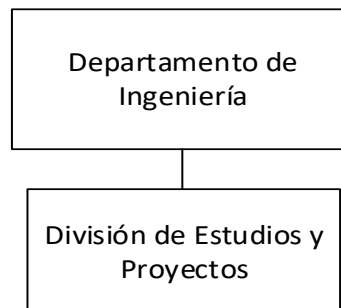 Departamento de
Ingeniería
División de Estudios y
Proyectos